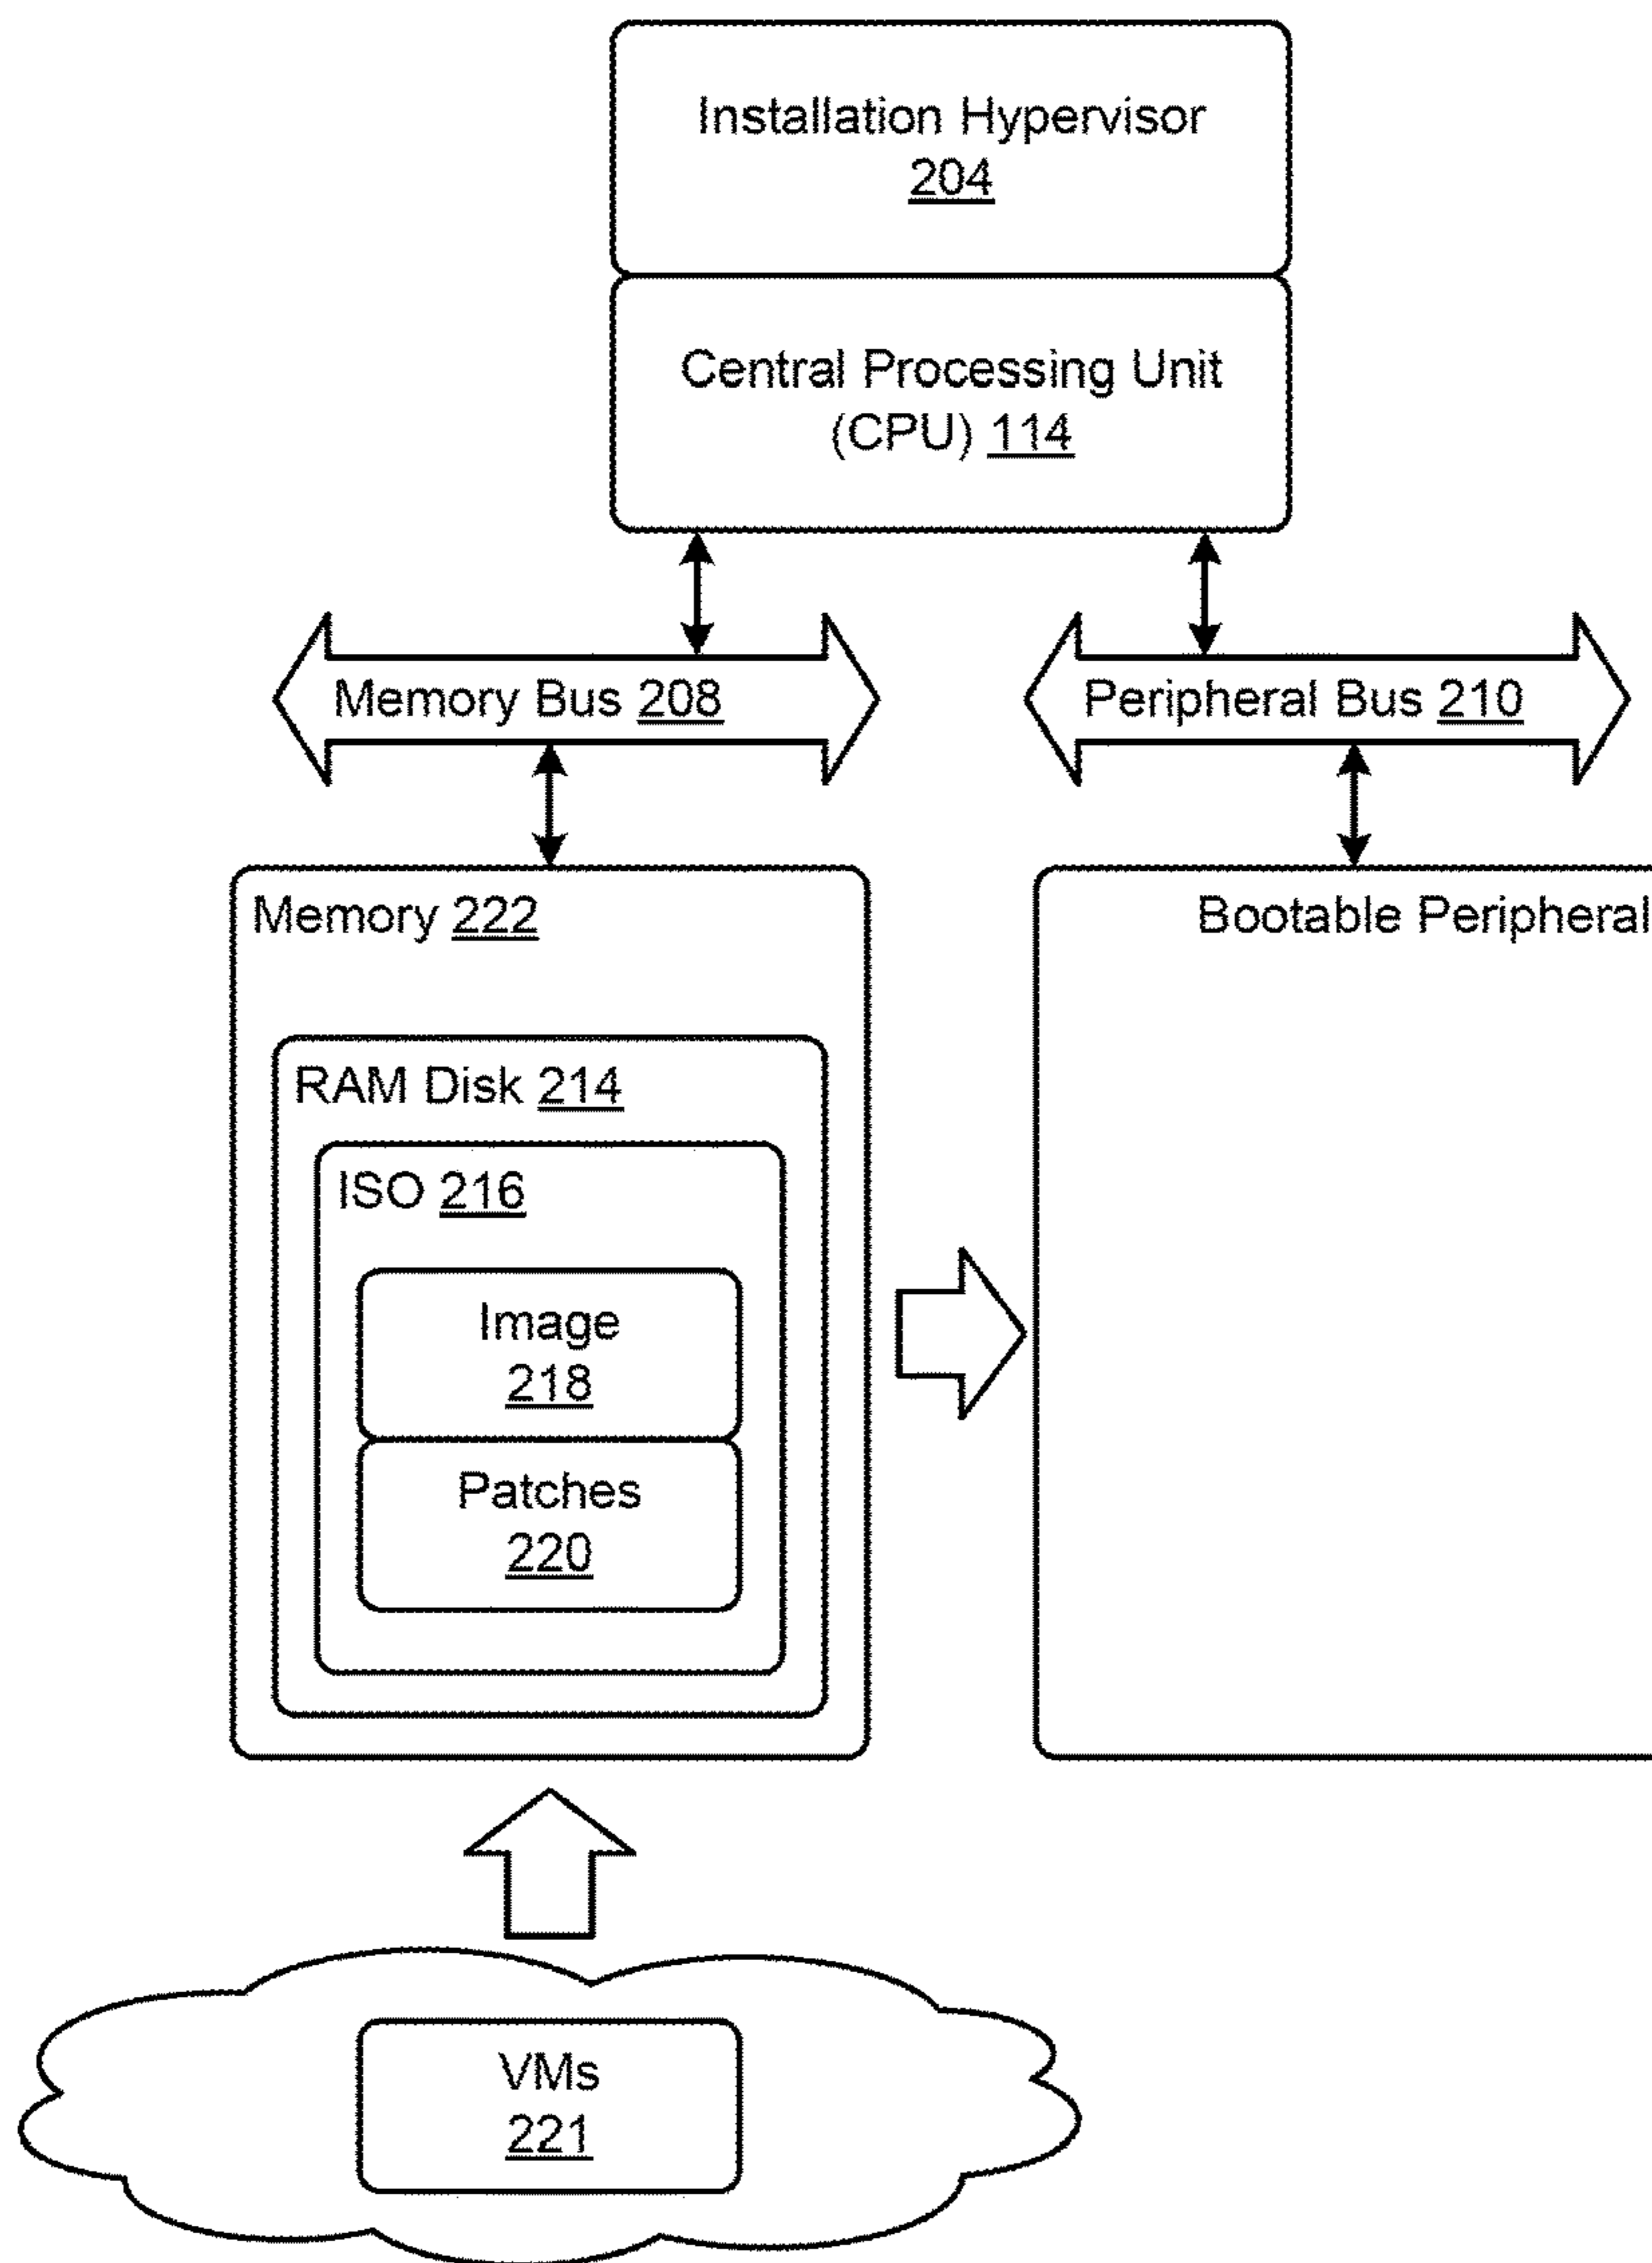 Installation Hypervisor
204
Central Processing Unit
(CPU) 114
Memory Bus 208
Peripheral Bus 210
Memory 222
Bootable Peripheral
RAM Disk 214
ISO 216
Image
218
Patches
220
VMs
221